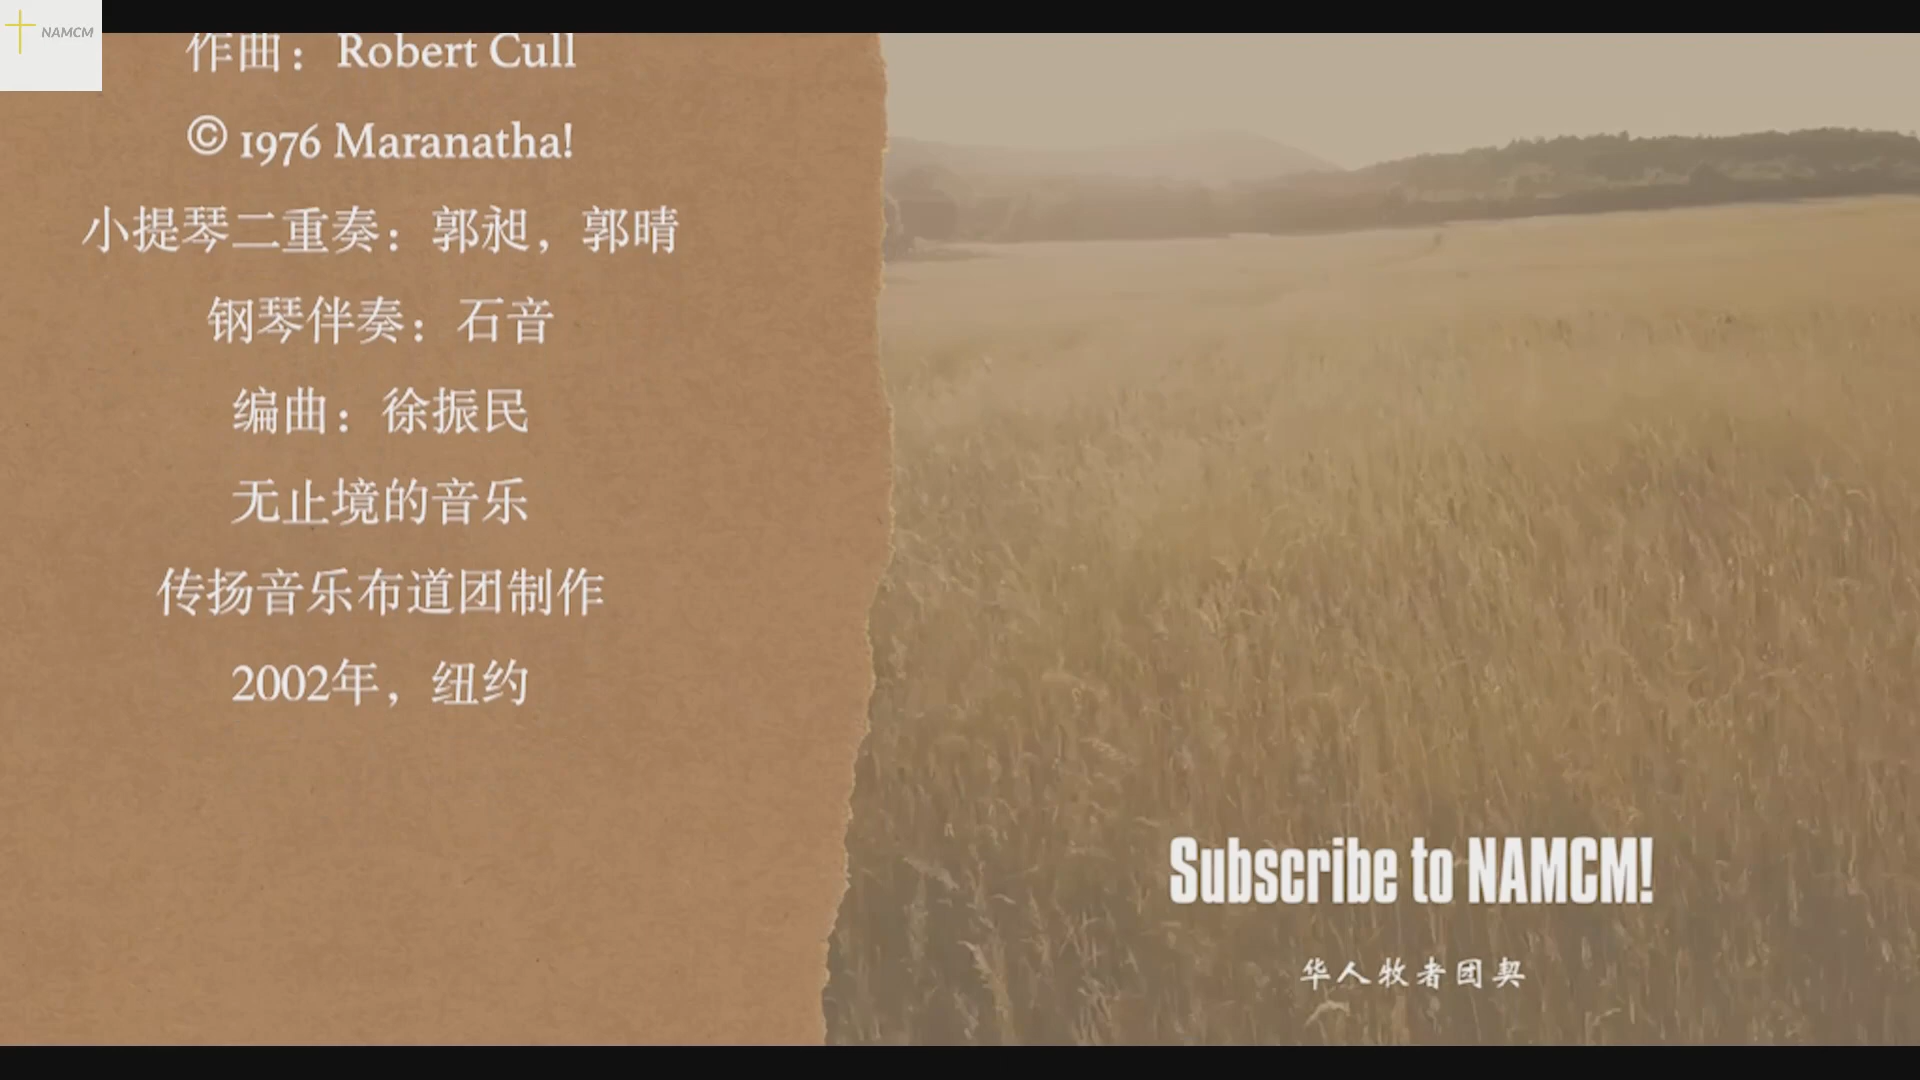 NAMCM
作曲：Robert Cull
© 1976 Maranatha!
小提琴二重奏：郭昶，郭晴
钢琴伴奏：石音
编曲：徐振民
无止境的音乐
传扬音乐布道团制作
2002年，纽约
Subscribe to NAMCM!
华人牧者团契